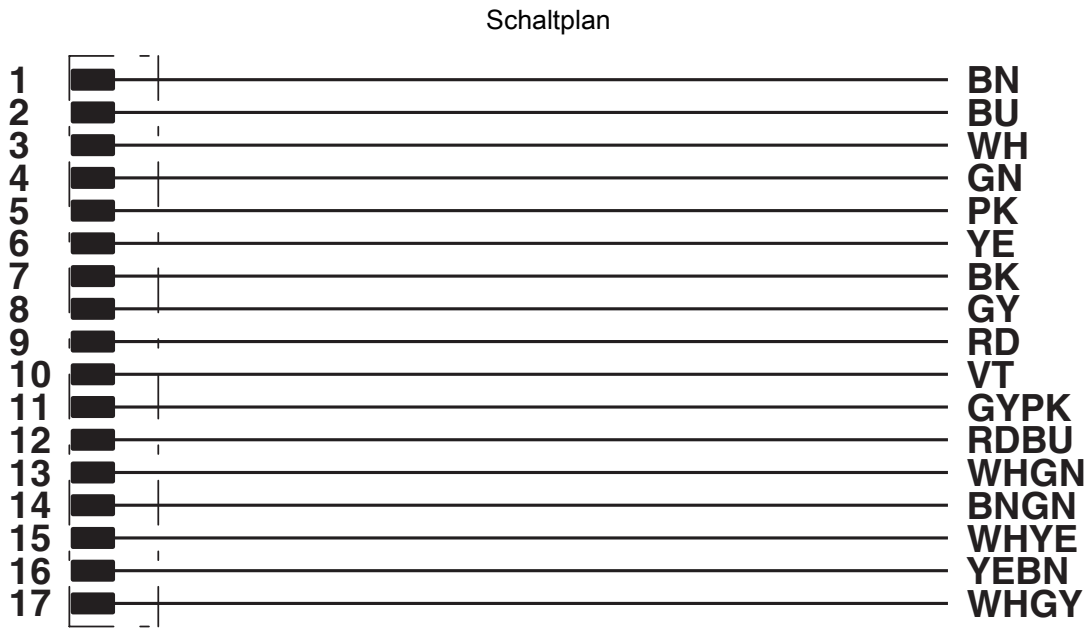 Schaltplan
1 BN
2 BU
3 WH
4 GN
5 PK
6 YE
7 BK
8 GY
9 RD
10 VT
11 GYPK
12 RDBU
13 WHGN
14 BNGN
15 WHYE
16 YEBN
17 WHGY